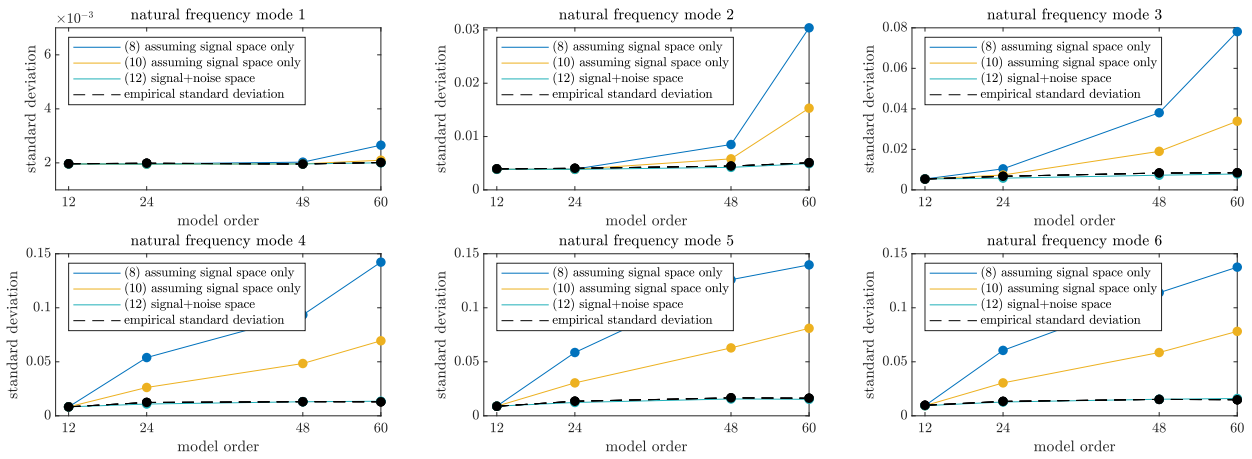 natural frequency mode 1
×10⁻³
6
4
2
12 24 48 60
model order
standard deviation
(8) assuming signal space only
(10) assuming signal space only
(12) signal+noise space
empirical standard deviation
natural frequency mode 2
0.03
0.02
0.01
0
12 24 48 60
model order
standard deviation
(8) assuming signal space only
(10) assuming signal space only
(12) signal+noise space
empirical standard deviation
natural frequency mode 3
0.08
0.06
0.04
0.02
0
12 24 48 60
model order
standard deviation
(8) assuming signal space only
(10) assuming signal space only
(12) signal+noise space
empirical standard deviation
natural frequency mode 4
0.15
0.1
0.05
0
12 24 48 60
model order
standard deviation
(8) assuming signal space only
(10) assuming signal space only
(12) signal+noise space
empirical standard deviation
natural frequency mode 5
0.15
0.1
0.05
0
12 24 48 60
model order
standard deviation
(8) assuming signal space only
(10) assuming signal space only
(12) signal+noise space
empirical standard deviation
natural frequency mode 6
0.15
0.1
0.05
0
12 24 48 60
model order
standard deviation
(8) assuming signal space only
(10) assuming signal space only
(12) signal+noise space
empirical standard deviation